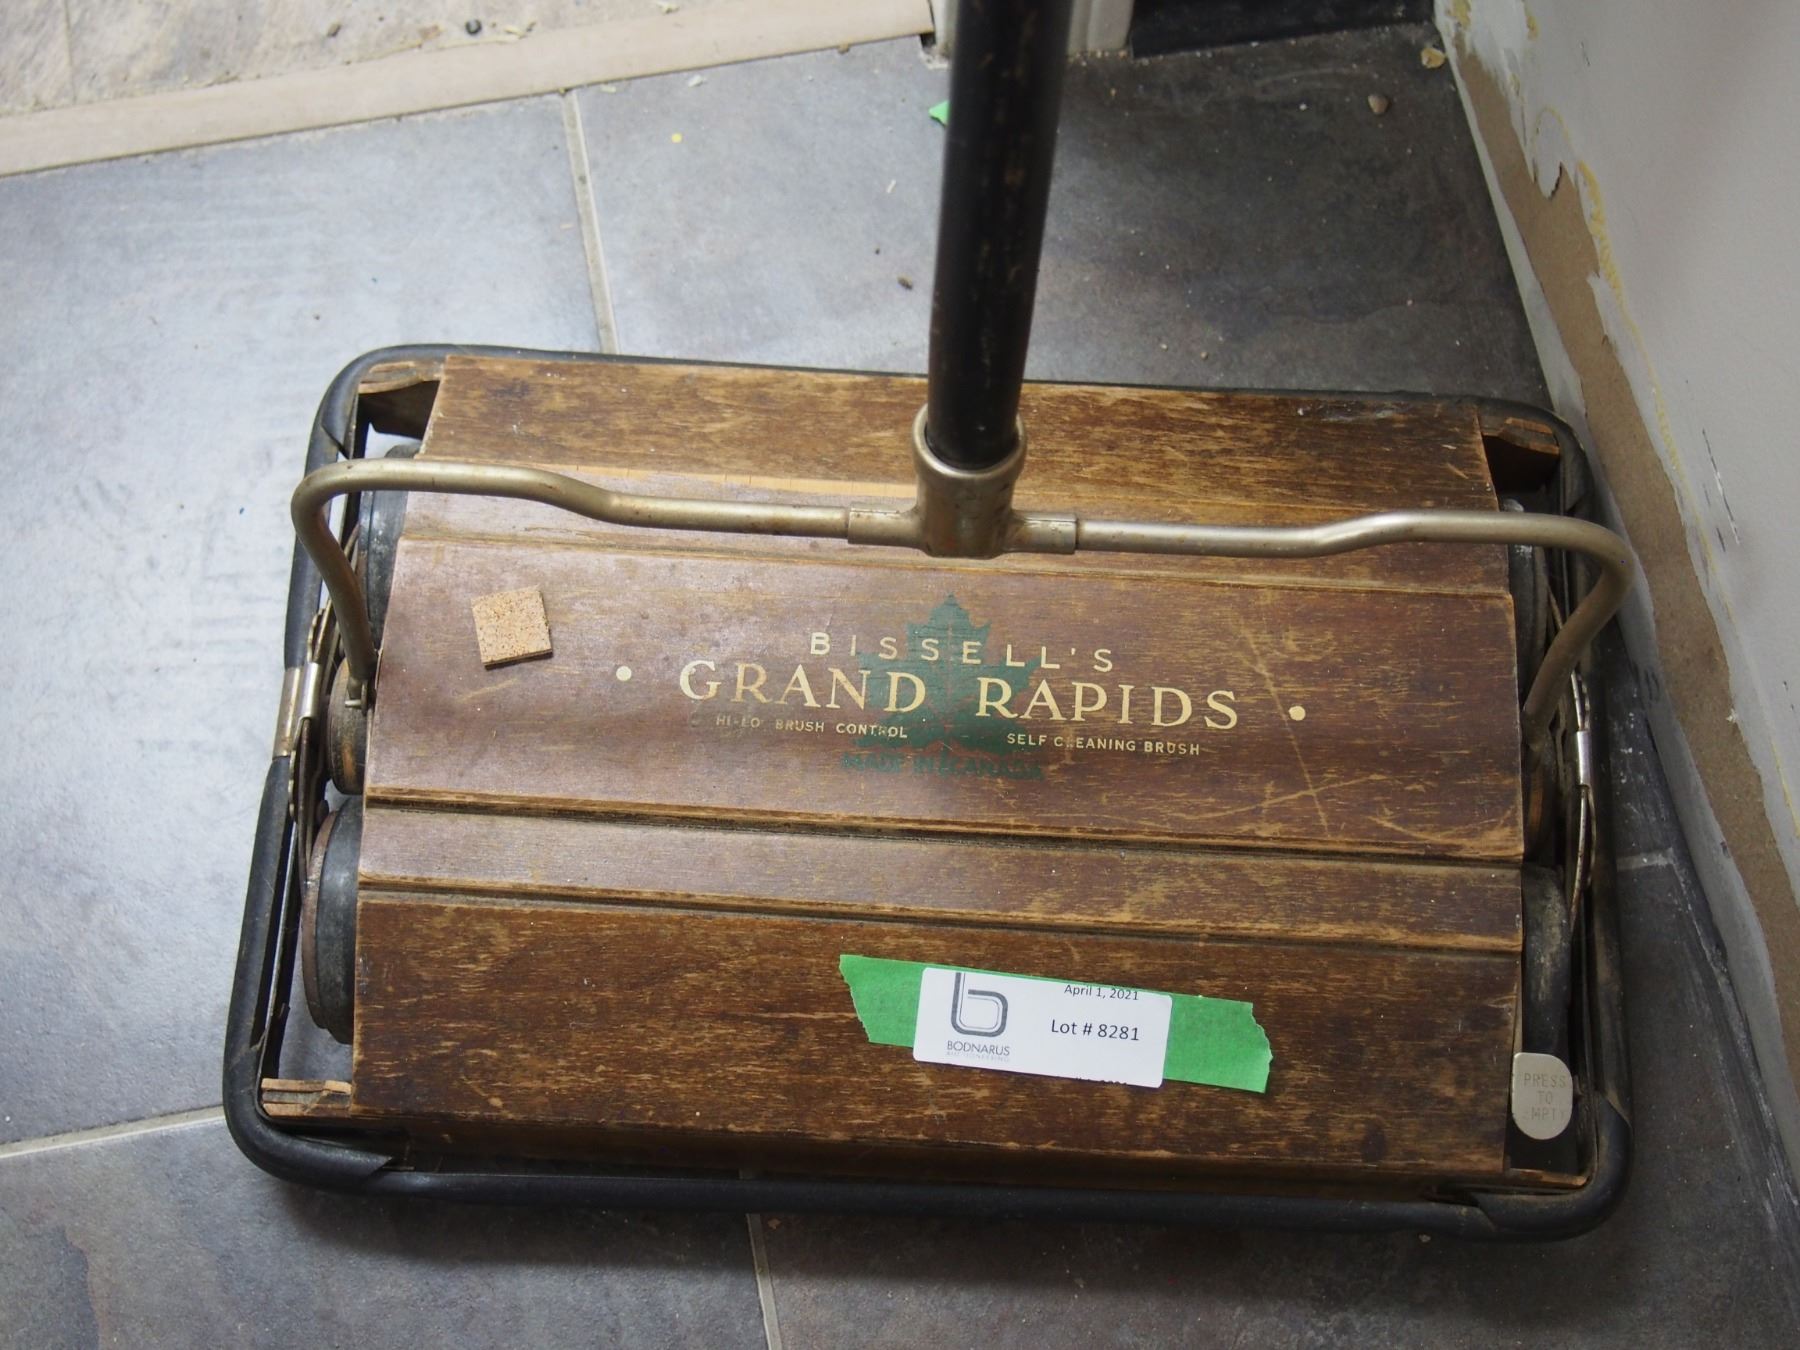 BISSELL'S
• GRAND RAPIDS •
HI-LO BRUSH CONTROL SELF CLEANING BRUSH
MADE IN CANADA
April 1, 2021
Lot # 8281
b
BODNARUS
AUCTIONEERING
PRESS
TO
EMPTY